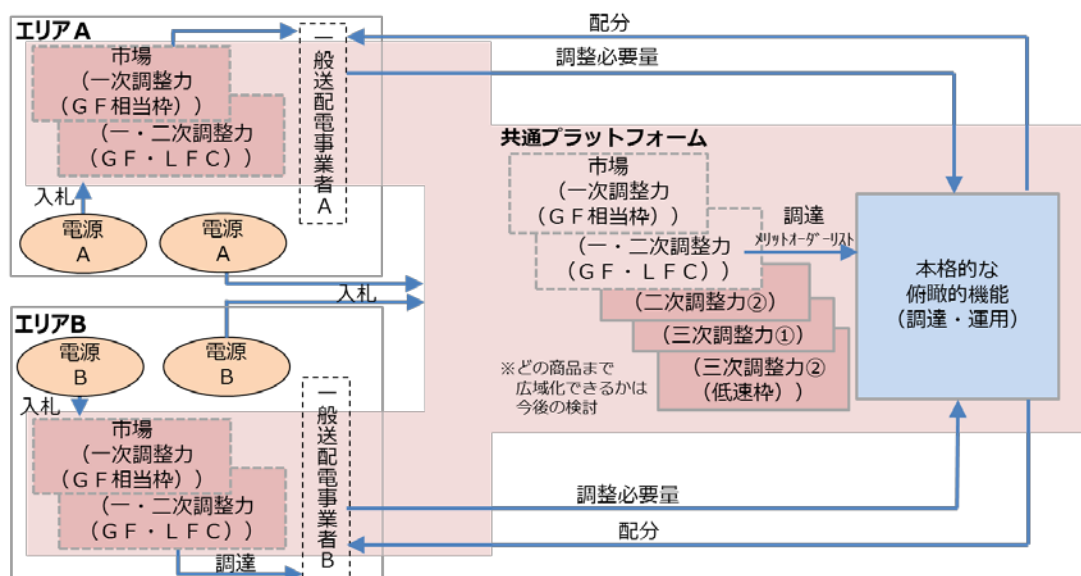 エリアA
市場
(一次調整力
(GF相当枠))
(一・二次調整力
(GF・LFC))
一般送配電事業者A
入札
電源
A
電源
A
入札
エリアB
電源
B
電源
B
入札
市場
(一次調整力
(GF相当枠))
(一・二次調整力
(GF・LFC))
調達
一般送配電事業者B
配分
調整必要量
共通プラットフォーム
市場
(一次調整力
(GF相当枠))
(一・二次調整力
(GF・LFC))
(二次調整力②)
(三次調整力①)
(三次調整力②
(低速枠))
※どの商品まで
広域化できるかは
今後の検討
調達
メリットオーダーリスト
本格的な
俯瞰的機能
(調達・運用)
調整必要量
配分